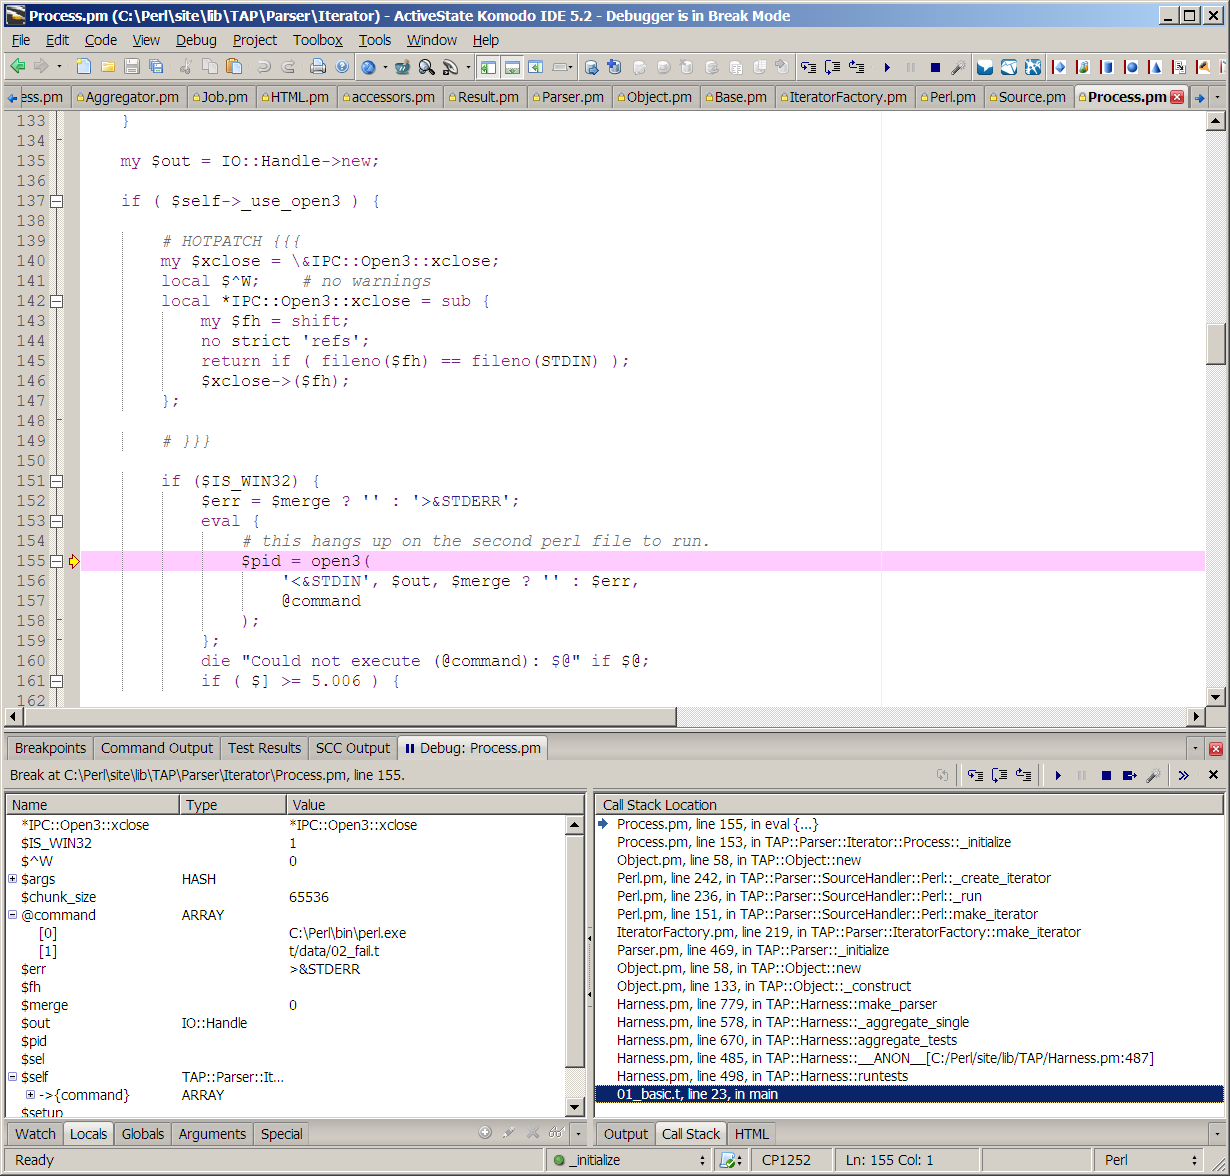 Process.pm (C:\Perl\site\lib\TAP\Parser\Iterator) - ActiveState Komodo IDE 5.2 - Debugger is in Break Mode
File Edit Code View Debug Project Toolbox Tools Window Help
ess.pm Aggregator.pm Job.pm HTML.pm accessors.pm Result.pm Parser.pm Object.pm Base.pm IteratorFactory.pm Perl.pm Source.pm Process.pm
133 }
134
135 my $out = IO::Handle->new;
136
137 if ( $self->_use_open3 ) {
138
139 # HOTPATCH {{{
140 my $xclose = \&IPC::Open3::xclose;
141 local $^W; # no warnings
142 local *IPC::Open3::xclose = sub {
143 my $fh = shift;
144 no strict 'refs';
145 return if ( fileno($fh) == fileno(STDIN) );
146 $xclose->($fh);
147 };
148
149 # }}}
150
151 if ($IS_WIN32) {
152 $err = $merge ? '' : '>&STDERR';
153 eval {
154 # this hangs up on the second perl file to run.
155 $pid = open3(
156 '<&STDIN', $out, $merge ? '' : $err,
157 @command
158 );
159 };
160 die "Could not execute (@command): $@" if $@;
161 if ( $] >= 5.006 ) {
162
Breakpoints Command Output Test Results SCC Output Debug: Process.pm
Break at C:\Perl\site\lib\TAP\Parser\Iterator\Process.pm, line 155.
Name Type Value
*IPC::Open3::xclose *IPC::Open3::xclose
$IS_WIN32 1
$^W 0
$args HASH
$chunk_size 65536
@command ARRAY
[0] C:\Perl\bin\perl.exe
[1] t/data/02_fail.t
$err >&STDERR
$fh
$merge 0
$out IO::Handle
$pid
$sel
$self TAP::Parser::It...
->{command} ARRAY
$setup
Call Stack Location
Process.pm, line 155, in eval {...}
Process.pm, line 153, in TAP::Parser::Iterator::Process::_initialize
Object.pm, line 58, in TAP::Object::new
Perl.pm, line 242, in TAP::Parser::SourceHandler::Perl::_create_iterator
Perl.pm, line 236, in TAP::Parser::SourceHandler::Perl::_run
Perl.pm, line 151, in TAP::Parser::SourceHandler::Perl::make_iterator
IteratorFactory.pm, line 219, in TAP::Parser::IteratorFactory::make_iterator
Parser.pm, line 469, in TAP::Parser::_initialize
Object.pm, line 58, in TAP::Object::new
Object.pm, line 133, in TAP::Object::_construct
Harness.pm, line 779, in TAP::Harness::make_parser
Harness.pm, line 578, in TAP::Harness::_aggregate_single
Harness.pm, line 670, in TAP::Harness::aggregate_tests
Harness.pm, line 485, in TAP::Harness::__ANON__[C:/Perl/site/lib/TAP/Harness.pm:487]
Harness.pm, line 498, in TAP::Harness::runtests
01_basic.t, line 23, in main
Watch Locals Globals Arguments Special
Output Call Stack HTML
Ready _initialize CP1252 Ln: 155 Col: 1 Perl